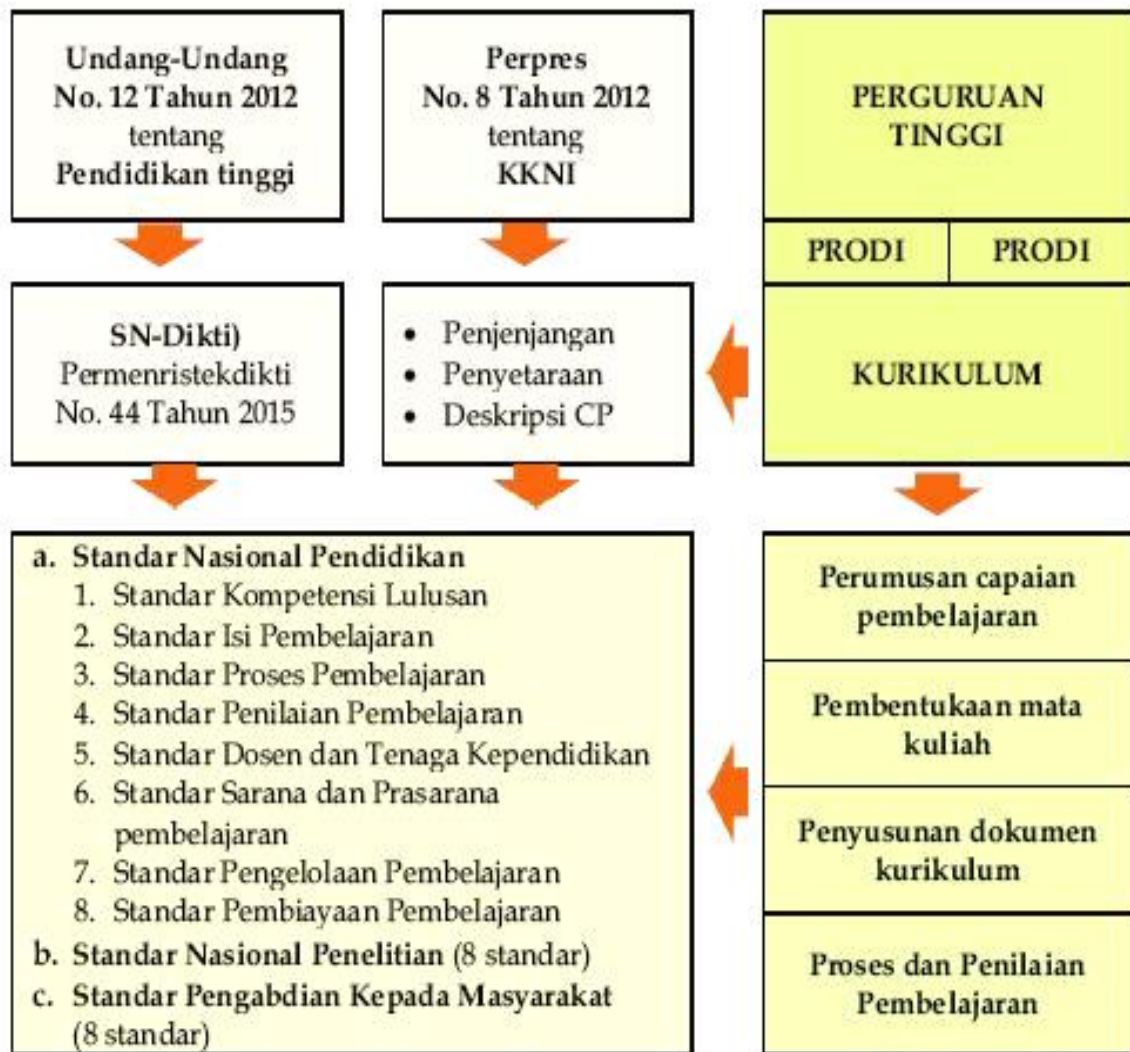 Undang-Undang
No. 12 Tahun 2012
tentang
Pendidikan tinggi
Perpres
No. 8 Tahun 2012
tentang
KKNI
PERGURUAN
TINGGI
PRODI
PRODI
SN-Dikti)
Permenristekdikti
No. 44 Tahun 2015
• Penjenjangan
• Penyetaraan
• Deskripsi CP
KURIKULUM
a. Standar Nasional Pendidikan
1. Standar Kompetensi Lulusan
2. Standar Isi Pembelajaran
3. Standar Proses Pembelajaran
4. Standar Penilaian Pembelajaran
5. Standar Dosen dan Tenaga Kependidikan
6. Standar Sarana dan Prasarana
pembelajaran
7. Standar Pengelolaan Pembelajaran
8. Standar Pembiayaan Pembelajaran
b. Standar Nasional Penelitian (8 standar)
c. Standar Pengabdian Kepada Masyarakat
(8 standar)
Perumusan capaian
pembelajaran
Pembentukaan mata
kuliah
Penyusunan dokumen
kurikulum
Proses dan Penilaian
Pembelajaran